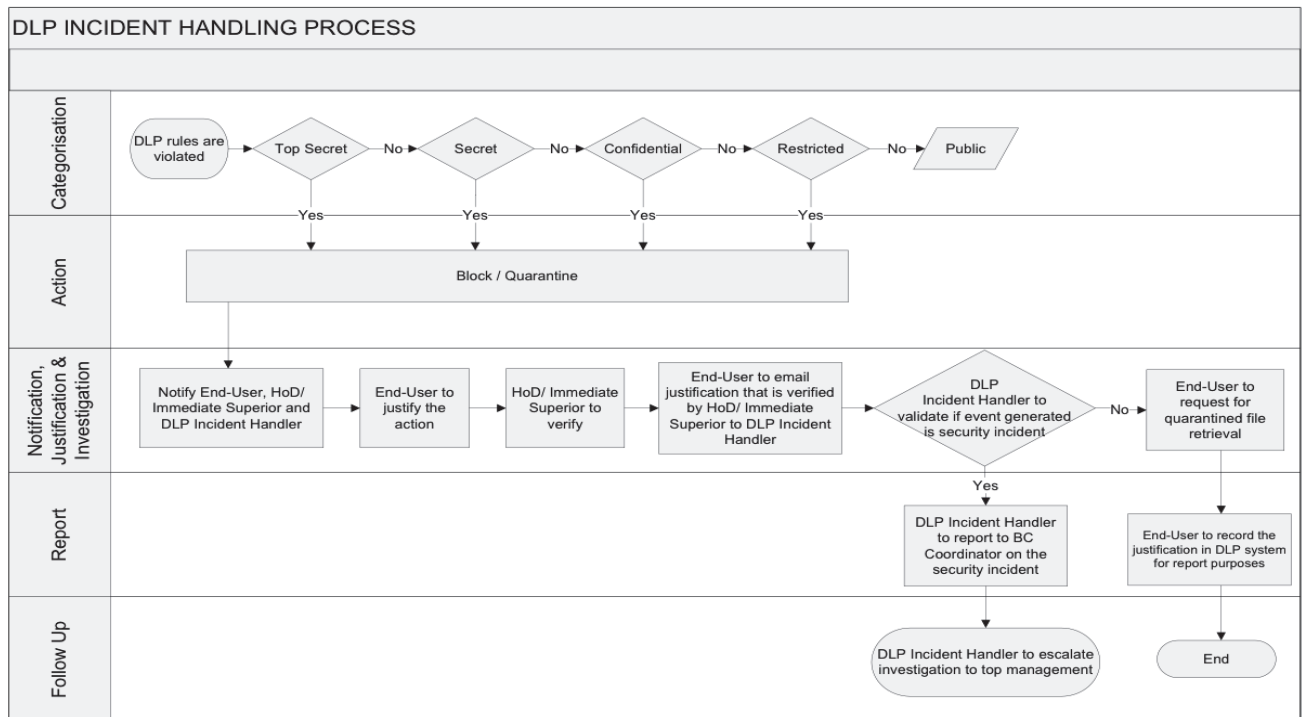 DLP INCIDENT HANDLING PROCESS
Categorisation
DLP rules are
violated
Top Secret
No
Secret
No
Confidential
No
Restricted
No
Public
Yes
Yes
Yes
Yes
Action
Block / Quarantine
Notification,
Justification &
Investigation
Notify End-User, HoD/
Immediate Superior and
DLP Incident Handler
End-User to
justify the
action
HoD/ Immediate
Superior to
verify
End-User to email
justification that is verified
by HoD/ Immediate
Superior to DLP Incident
Handler
DLP
Incident Handler to
validate if event generated
is security incident
No
End-User to
request for
quarantined file
retrieval
Yes
Report
DLP Incident Handler
to report to BC
Coordinator on the
security incident
End-User to record the
justification in DLP system
for report purposes
Follow Up
DLP Incident Handler to escalate
investigation to top management
End